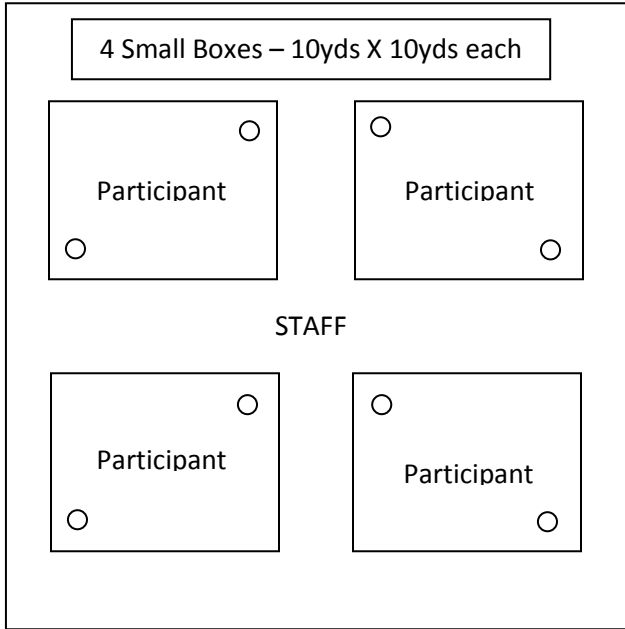 4 Small Boxes – 10yds X 10yds each
Participant
Participant
STAFF
Participant
Participant